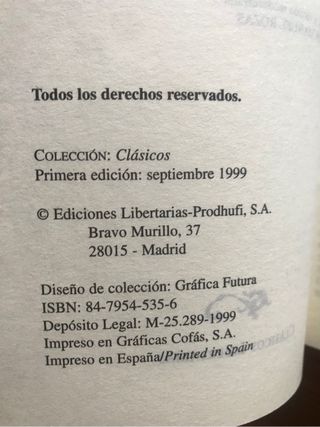 Todos los derechos reservados.
COLECCIÓN: Clásicos
Primera edición: septiembre 1999
© Ediciones Libertarias-Prodhufi, S.A.
Bravo Murillo, 37
28015 - Madrid
Diseño de colección: Gráfica Futura
ISBN: 84-7954-535-6
Depósito Legal: M-25.289-1999
Impreso en Gráficas Cofás, S.A.
Impreso en España/Printed in Spain